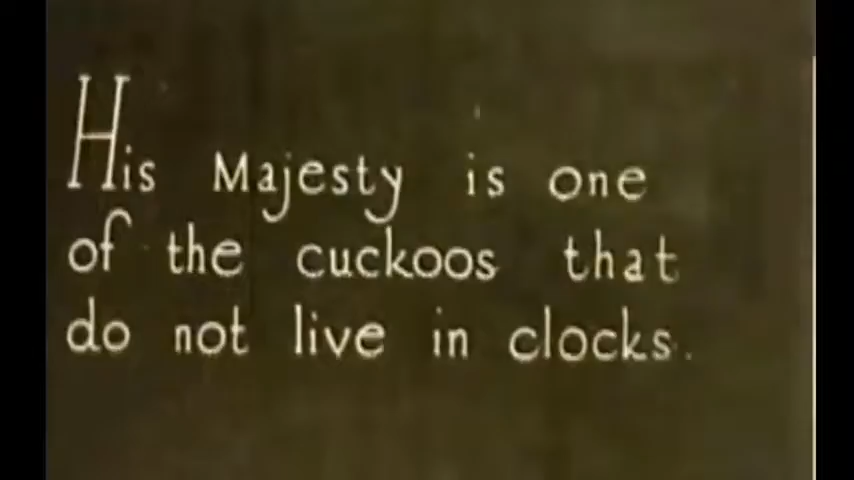 His Majesty is one
of the cuckoos that
do not live in clocks.